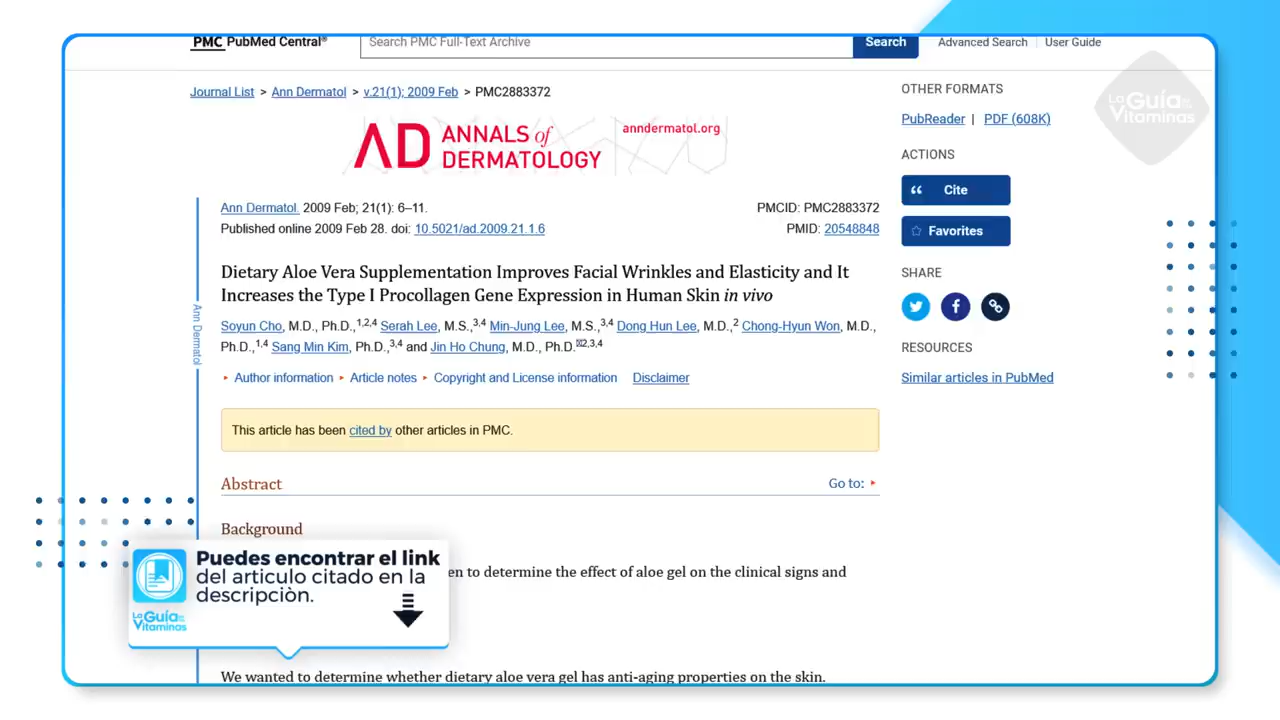 PMC PubMed Central®
Search PMC Full-Text Archive
Search
Advanced Search
User Guide
Journal List > Ann Dermatol > v.21(1); 2009 Feb > PMC2883372
AD ANNALS of DERMATOLOGY
anndermatol.org
Ann Dermatol. 2009 Feb; 21(1): 6–11.
PMCID: PMC2883372
Published online 2009 Feb 28. doi: 10.5021/ad.2009.21.1.6
PMID: 20548848
Dietary Aloe Vera Supplementation Improves Facial Wrinkles and Elasticity and It
Increases the Type I Procollagen Gene Expression in Human Skin in vivo
Soyun Cho, M.D., Ph.D.,1,2,4 Serah Lee, M.S.,3,4 Min-Jung Lee, M.S.,3,4 Dong Hun Lee, M.D.,2 Chong-Hyun Won, M.D.,
Ph.D.,1,4 Sang Min Kim, Ph.D.,3,4 and Jin Ho Chung, M.D., Ph.D.✉2,3,4
Author information
Article notes
Copyright and License information
Disclaimer
This article has been cited by other articles in PMC.
Abstract
Go to:
Background
en to determine the effect of aloe gel on the clinical signs and
We wanted to determine whether dietary aloe vera gel has anti-aging properties on the skin.
Ann Dermatol
OTHER FORMATS
PubReader | PDF (608K)
ACTIONS
Cite
Favorites
SHARE
RESOURCES
Similar articles in PubMed
La Guía de las
Vitaminas
Puedes encontrar el link
del articulo citado en la
descripciòn.
La Guía de las
Vitaminas